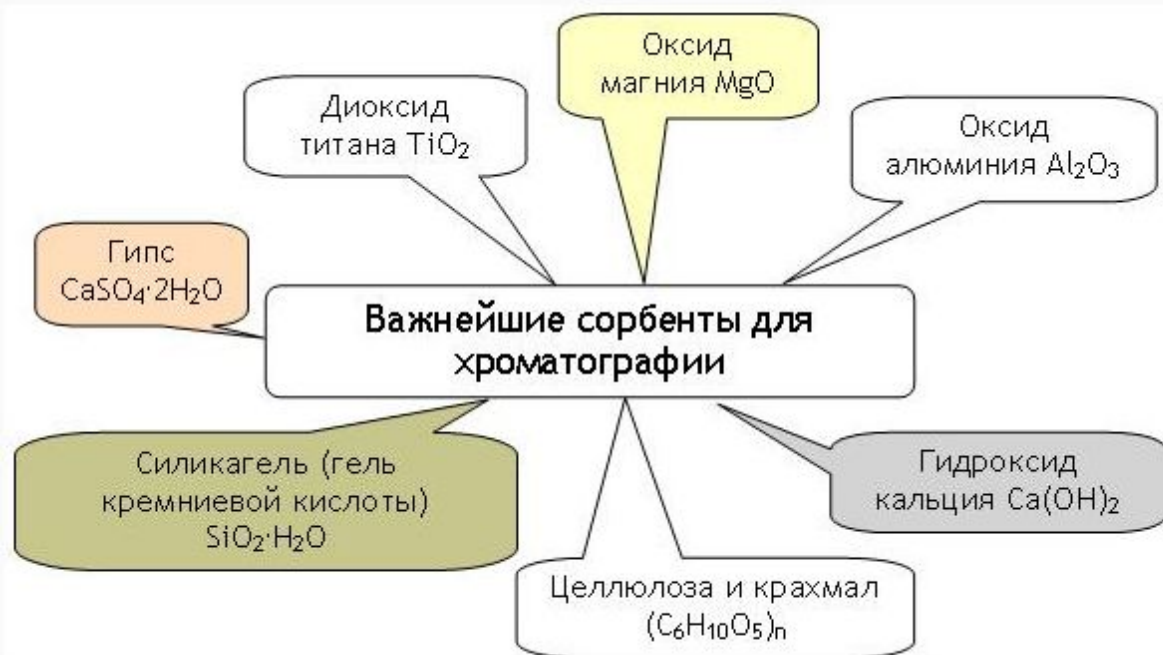 Оксид
магния MgO
Диоксид
титана TiO₂
Оксид
алюминия Al₂O₃
Гипс
CaSO₄·2H₂O
Важнейшие сорбенты для
хроматографии
Силикагель (гель
кремниевой кислоты)
SiO₂·H₂O
Гидроксид
кальция Ca(OH)₂
Целлюлоза и крахмал
(C₆H₁₀O₅)n